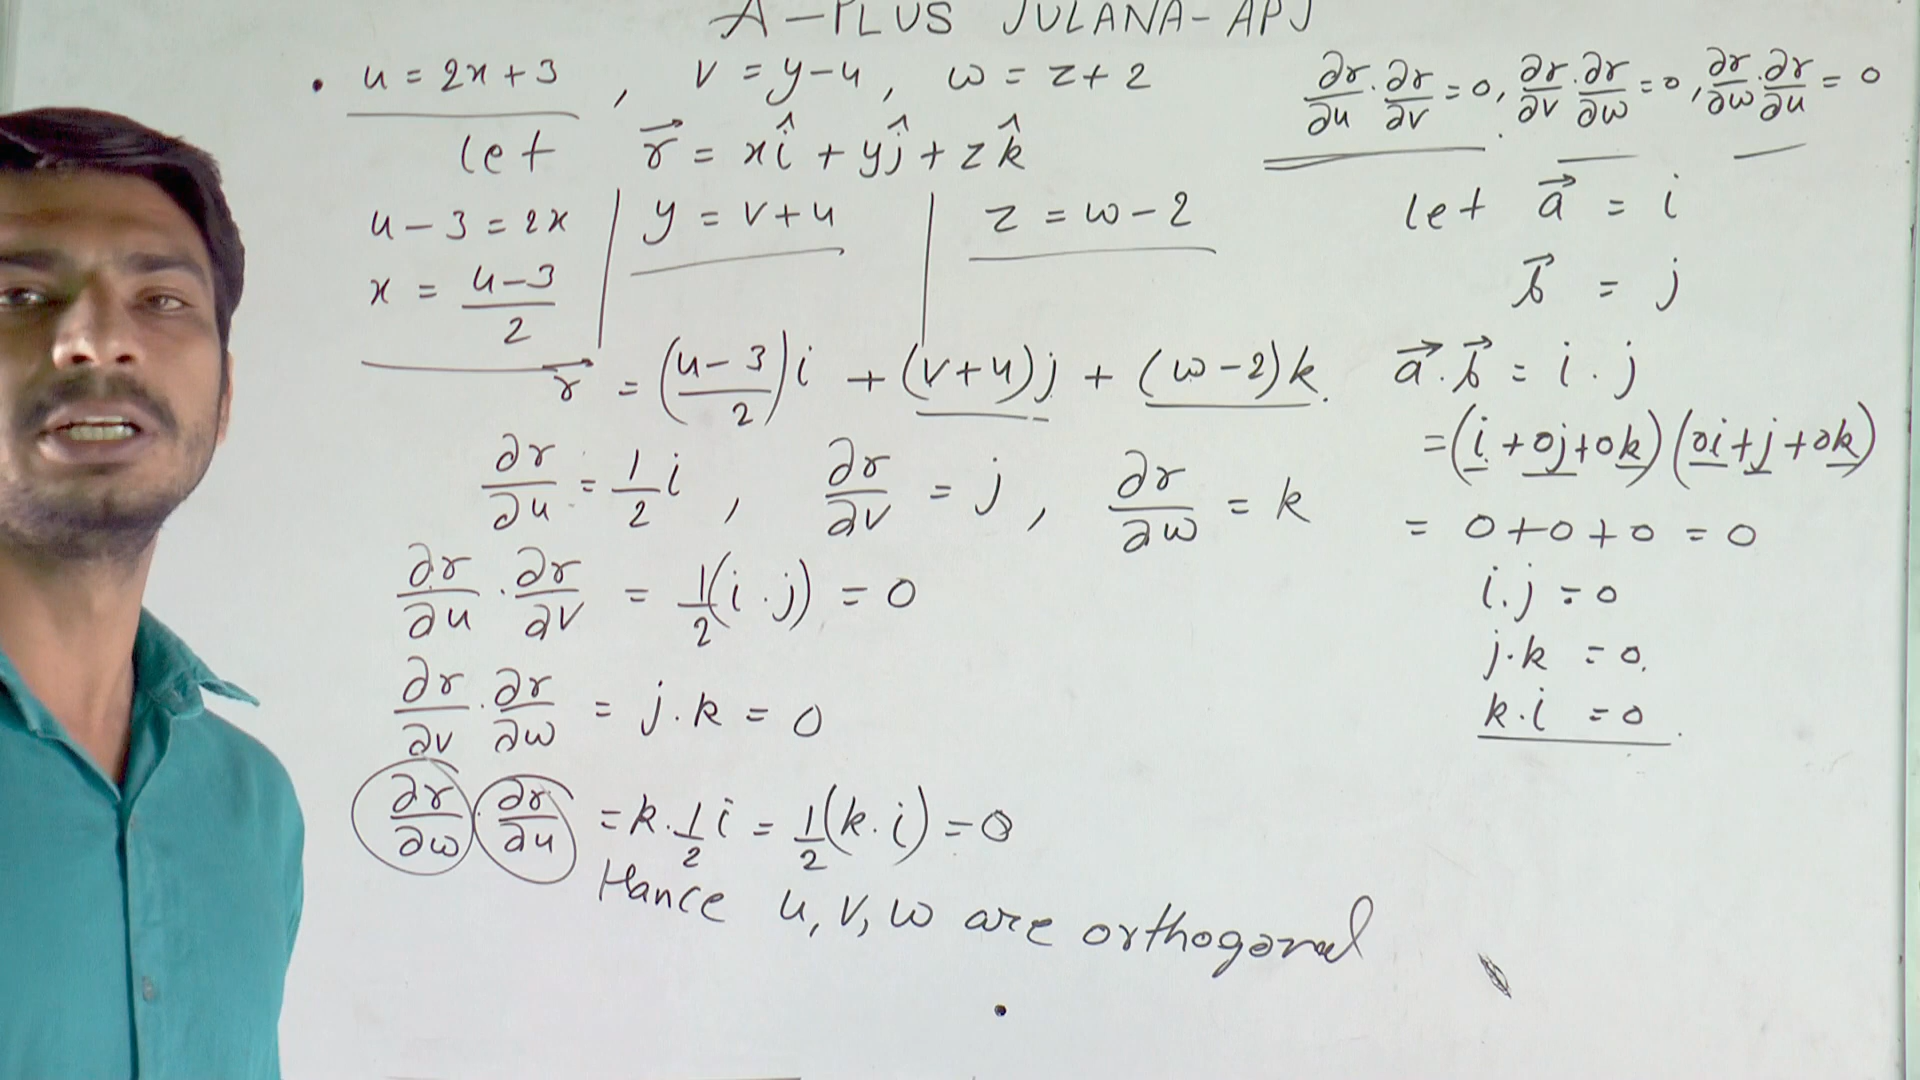 A-PLUS JULANA-APJ
• u = 2x + 3 , v = y - 4 , w = z + 2
∂r/∂u · ∂r/∂v = 0, ∂r/∂v · ∂r/∂w = 0, ∂r/∂w · ∂r/∂u = 0
let r⃗ = xî + yĵ + zk̂
u - 3 = 2x | y = v + 4 | z = w - 2
x = (u - 3)/2
r⃗ = ((u - 3)/2)i + (v + 4)j + (w - 2)k.
∂r/∂u = 1/2 i , ∂r/∂v = j , ∂r/∂w = k
∂r/∂u · ∂r/∂v = 1/2(i · j) = 0
∂r/∂v · ∂r/∂w = j · k = 0
∂r/∂w · ∂r/∂u = k · 1/2 i = 1/2(k · i) = 0
Hance u, v, w are orthogonal
let a⃗ = i
b⃗ = j
a⃗ · b⃗ = i · j
= (i + 0j + 0k) (0i + j + 0k)
= 0 + 0 + 0 = 0
i · j = 0
j · k = 0.
k · i = 0